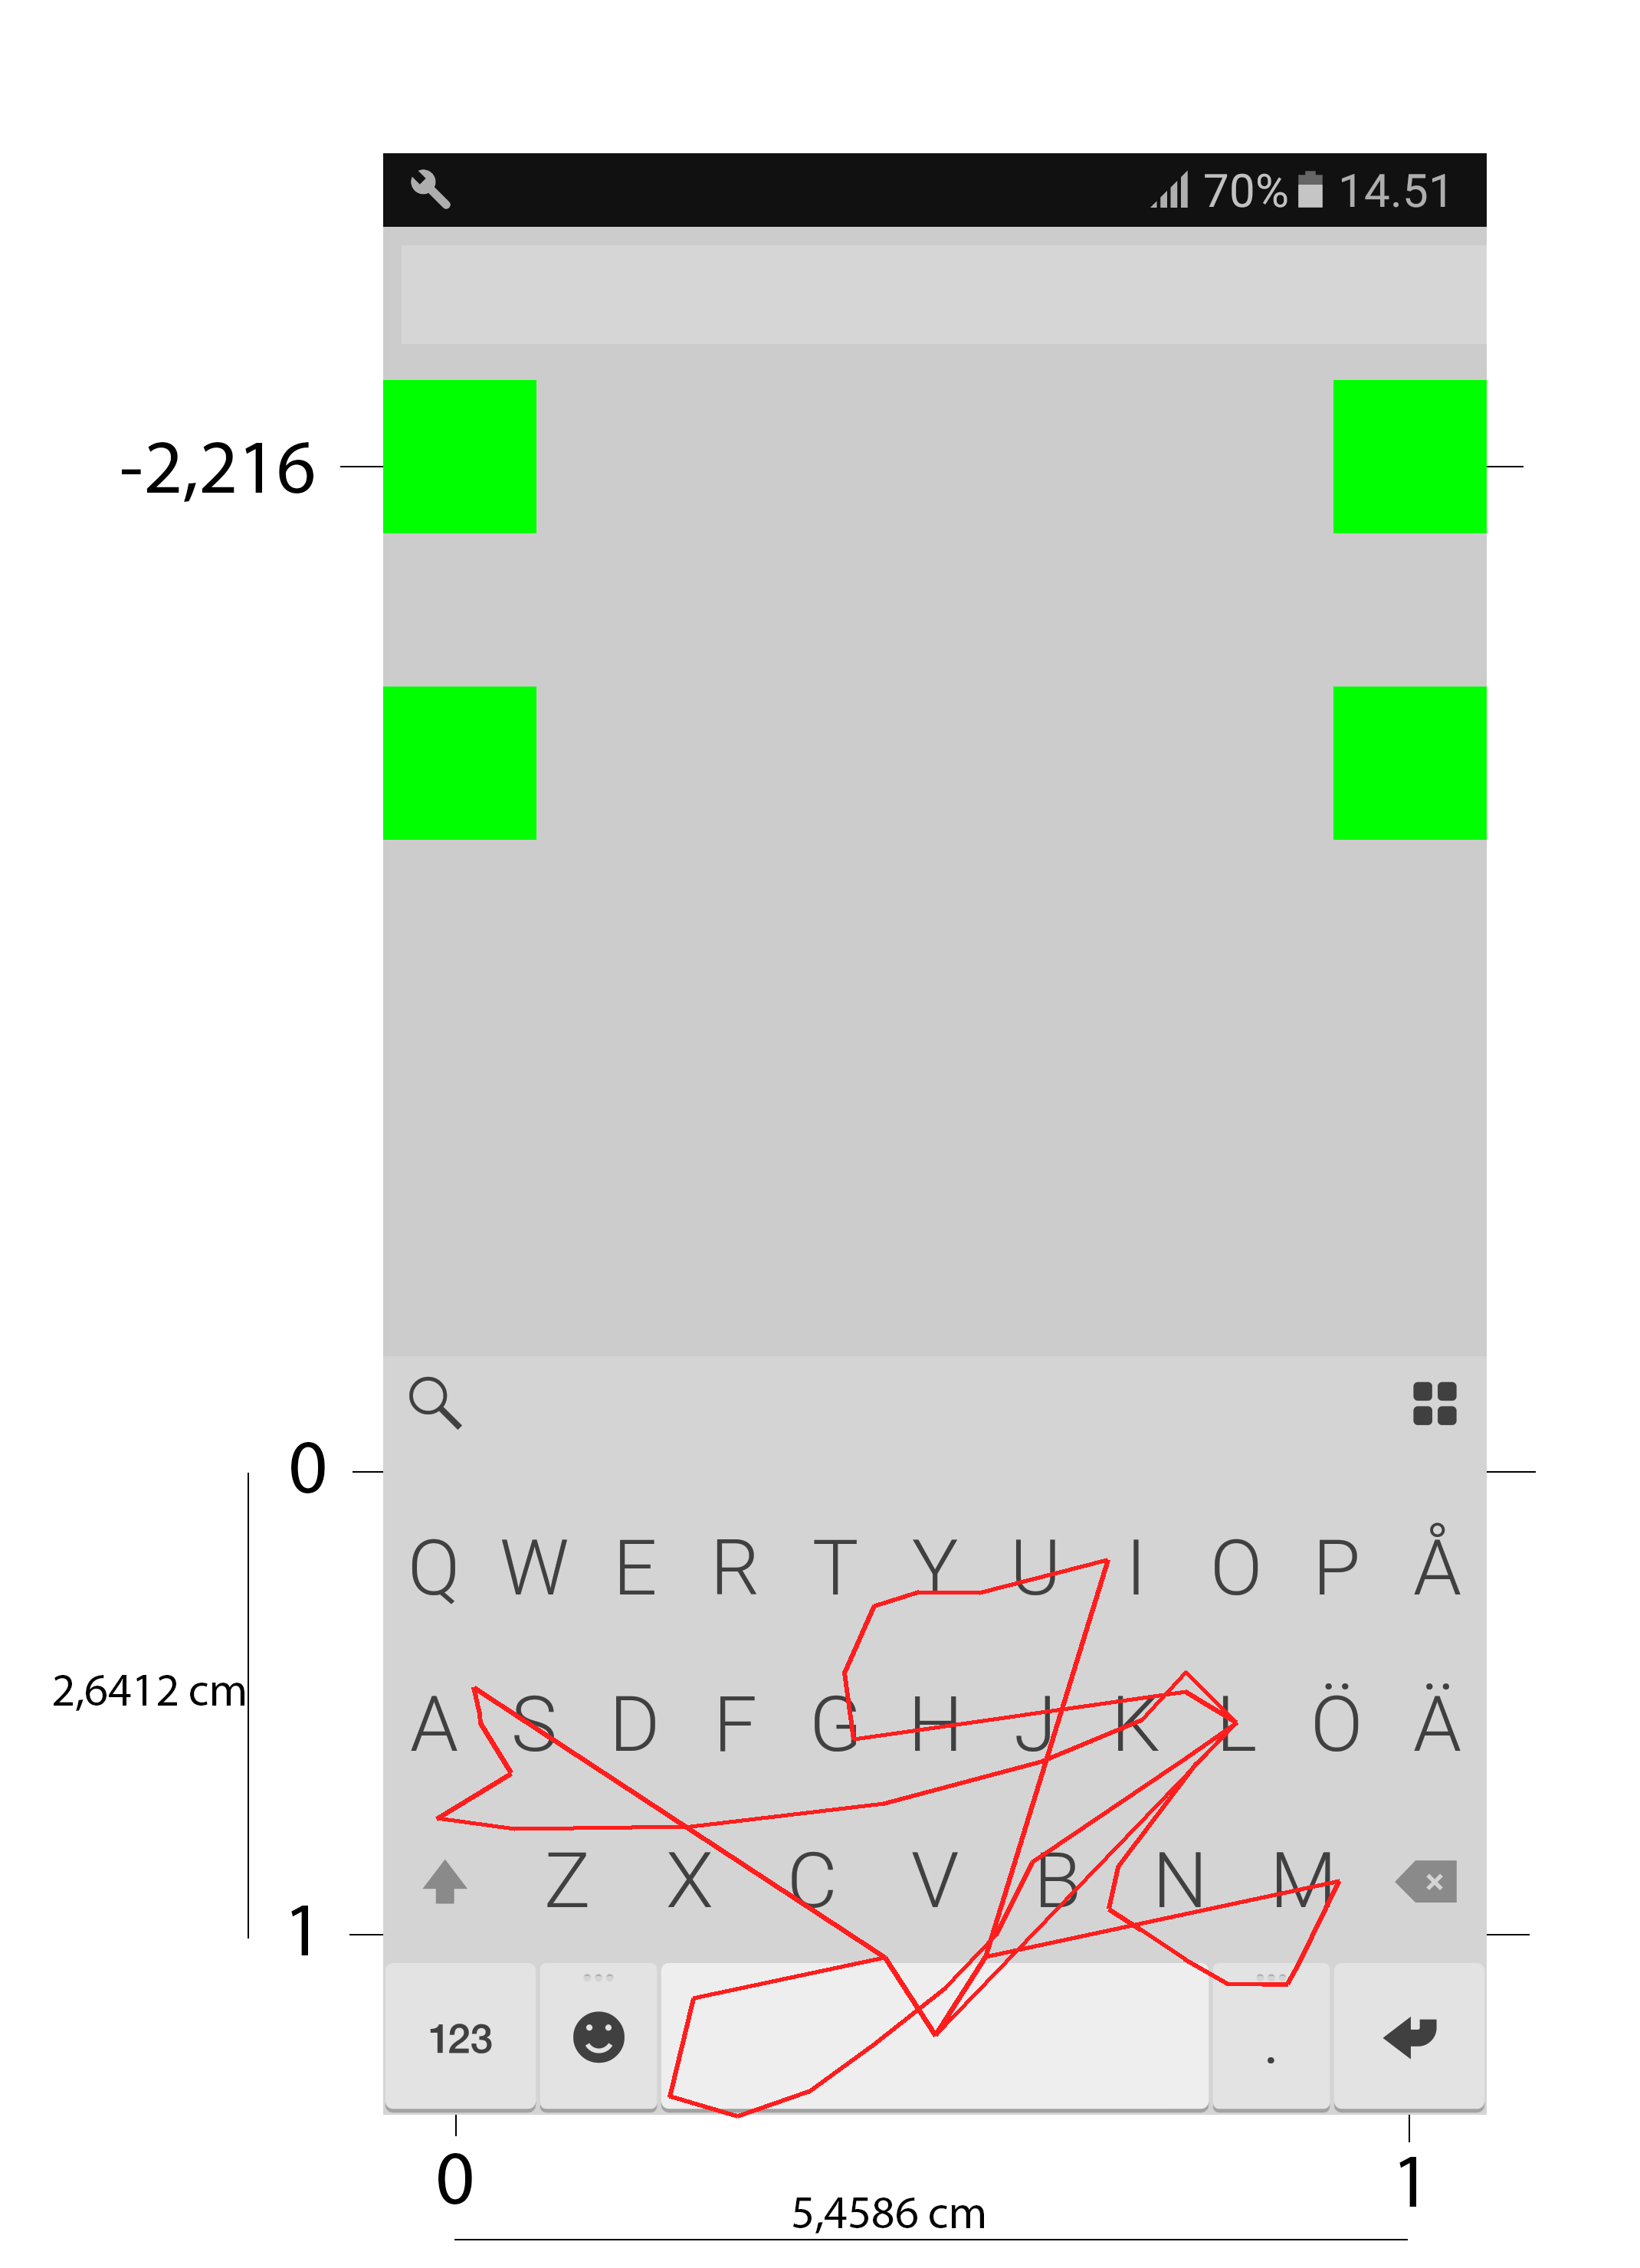 70% 14.51
-2,216
0
Q W E R T Y U I O P Å
2,6412 cm
A S D F G H J K L Ö Ä
Z X C V B N M
1
123 .
0 1
5,4586 cm